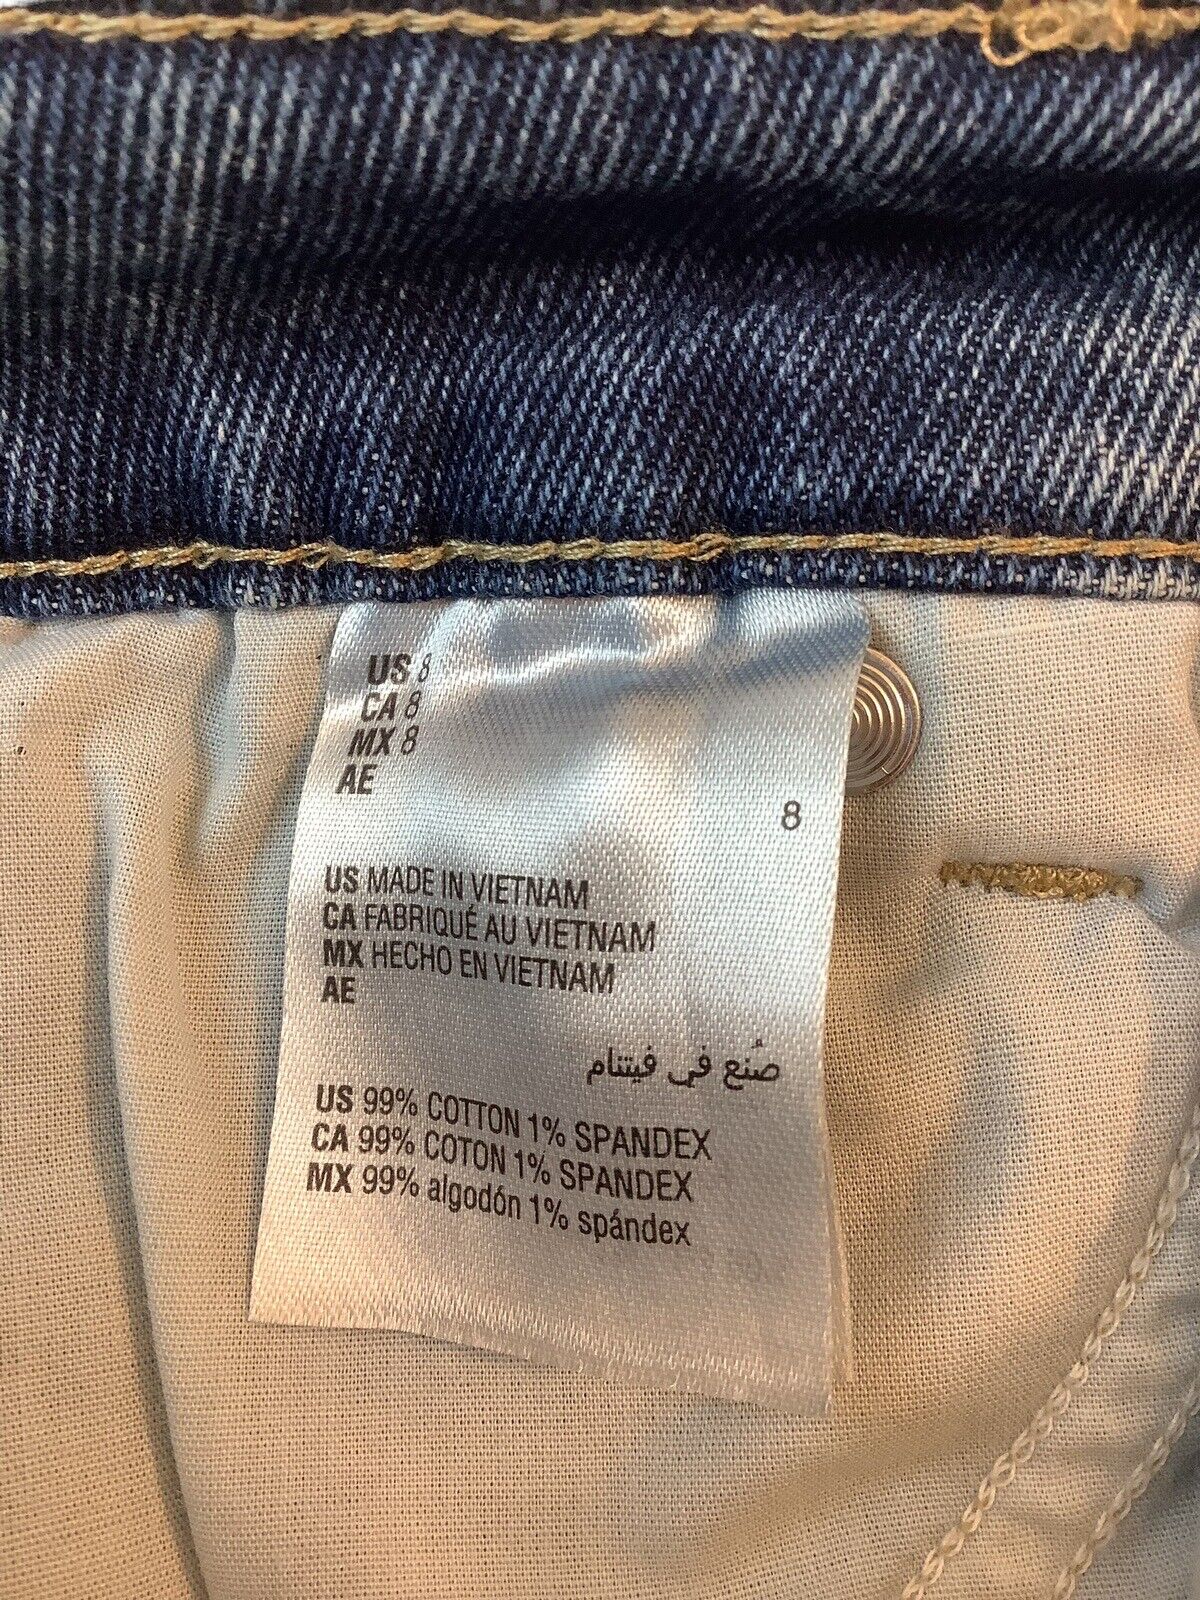 US 8
CA 8
MX 8
AE
8
US MADE IN VIETNAM
CA FABRIQUÉ AU VIETNAM
MX HECHO EN VIETNAM
AE
صُنع في فيتنام
US 99% COTTON 1% SPANDEX
CA 99% COTON 1% SPANDEX
MX 99% algodón 1% spándex